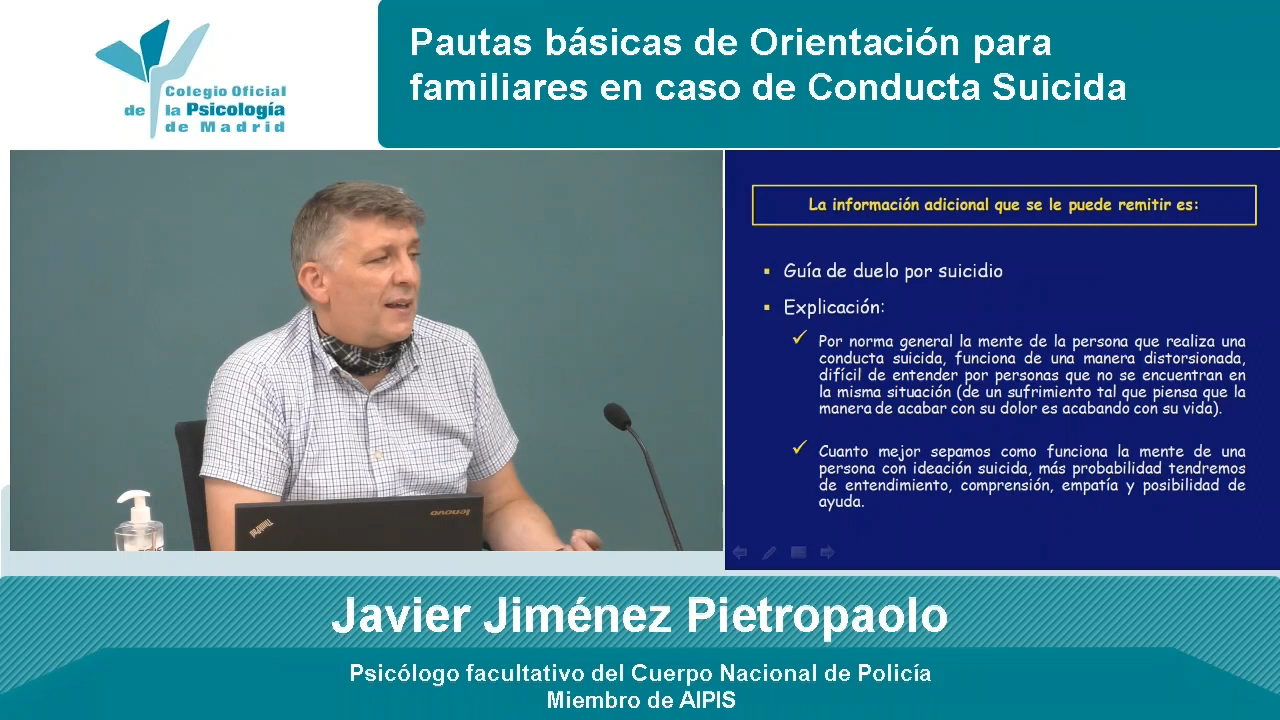 Colegio Oficial
de la Psicología
de Madrid
Pautas básicas de Orientación para
familiares en caso de Conducta Suicida
La información adicional que se le puede remitir es:
Guía de duelo por suicidio
Explicación:
Por norma general la mente de la persona que realiza una
conducta suicida, funciona de una manera distorsionada,
difícil de entender por personas que no se encuentran en
la misma situación (de un sufrimiento tal que piensa que la
manera de acabar con su dolor es acabando con su vida).
Cuanto mejor sepamos como funciona la mente de una
persona con ideación suicida, más probabilidad tendremos
de entendimiento, comprensión, empatía y posibilidad de
ayuda.
ThinkPad
lenovo
Javier Jiménez Pietropaolo
Psicólogo facultativo del Cuerpo Nacional de Policía
Miembro de AIPIS